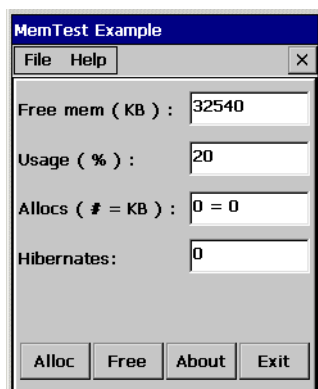 MemTest Example
File Help ×
Free mem ( KB ) : 32540
Usage ( % ) : 20
Allocs ( # = KB ) : 0 = 0
Hibernates: 0
Alloc Free About Exit